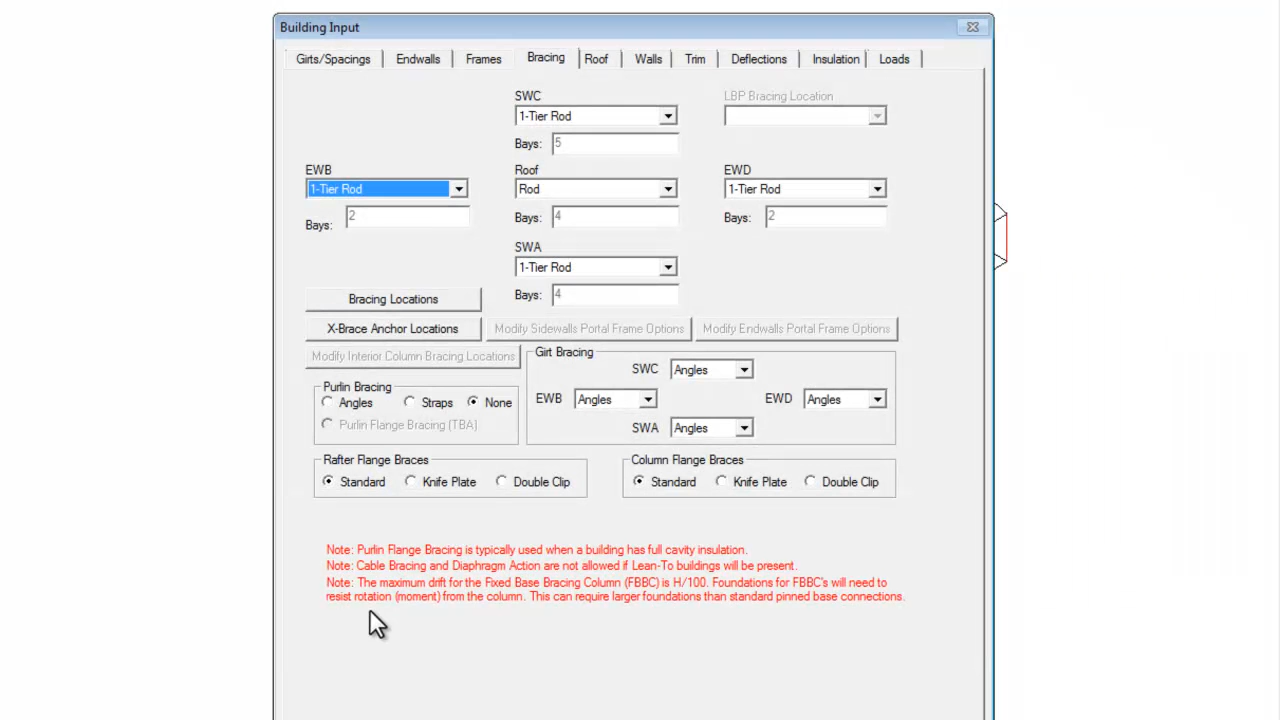 Building Input
Girts/Spacings Endwalls Frames Bracing Roof Walls Trim Deflections Insulation Loads
SWC
1-Tier Rod
Bays: 5
LBP Bracing Location
EWB
1-Tier Rod
Bays: 2
Roof
Rod
Bays: 4
EWD
1-Tier Rod
Bays: 2
SWA
1-Tier Rod
Bays: 4
Bracing Locations
X-Brace Anchor Locations
Modify Sidewalls Portal Frame Options
Modify Endwalls Portal Frame Options
Modify Interior Column Bracing Locations
Purlin Bracing
Angles Straps None
Purlin Flange Bracing (TBA)
Girt Bracing
SWC Angles
EWB Angles
EWD Angles
SWA Angles
Rafter Flange Braces
Standard Knife Plate Double Clip
Column Flange Braces
Standard Knife Plate Double Clip
Note: Purlin Flange Bracing is typically used when a building has full cavity insulation.
Note: Cable Bracing and Diaphragm Action are not allowed if Lean-To buildings will be present.
Note: The maximum drift for the Fixed Base Bracing Column (FBBC) is H/100. Foundations for FBBC's will need to
resist rotation (moment) from the column. This can require larger foundations than standard pinned base connections.